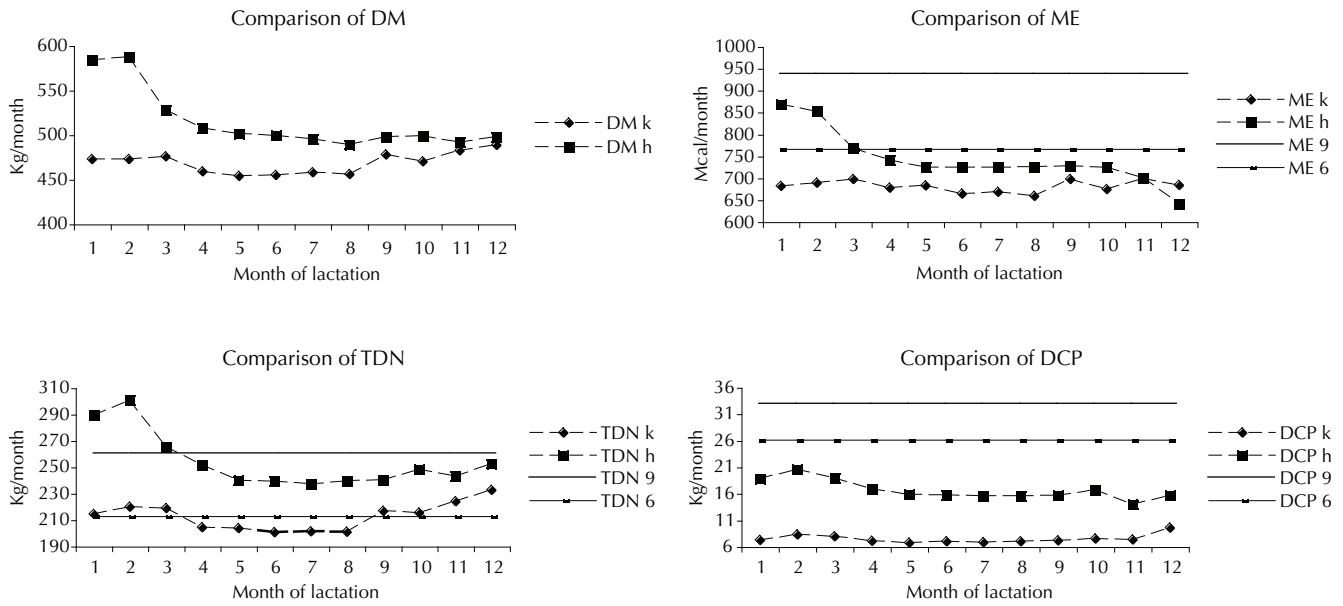 Comparison of DM
600
550
500
450
400
Kg/month
1 2 3 4 5 6 7 8 9 10 11 12
Month of lactation
DM k
DM h
Comparison of ME
1000
950
900
850
800
750
700
650
600
Mcal/month
1 2 3 4 5 6 7 8 9 10 11 12
Month of lactation
ME k
ME h
ME 9
ME 6
Comparison of TDN
310
290
270
250
230
210
190
Kg/month
1 2 3 4 5 6 7 8 9 10 11 12
Month of lactation
TDN k
TDN h
TDN 9
TDN 6
Comparison of DCP
36
31
26
21
16
11
6
Kg/month
1 2 3 4 5 6 7 8 9 10 11 12
Month of lactation
DCP k
DCP h
DCP 9
DCP 6